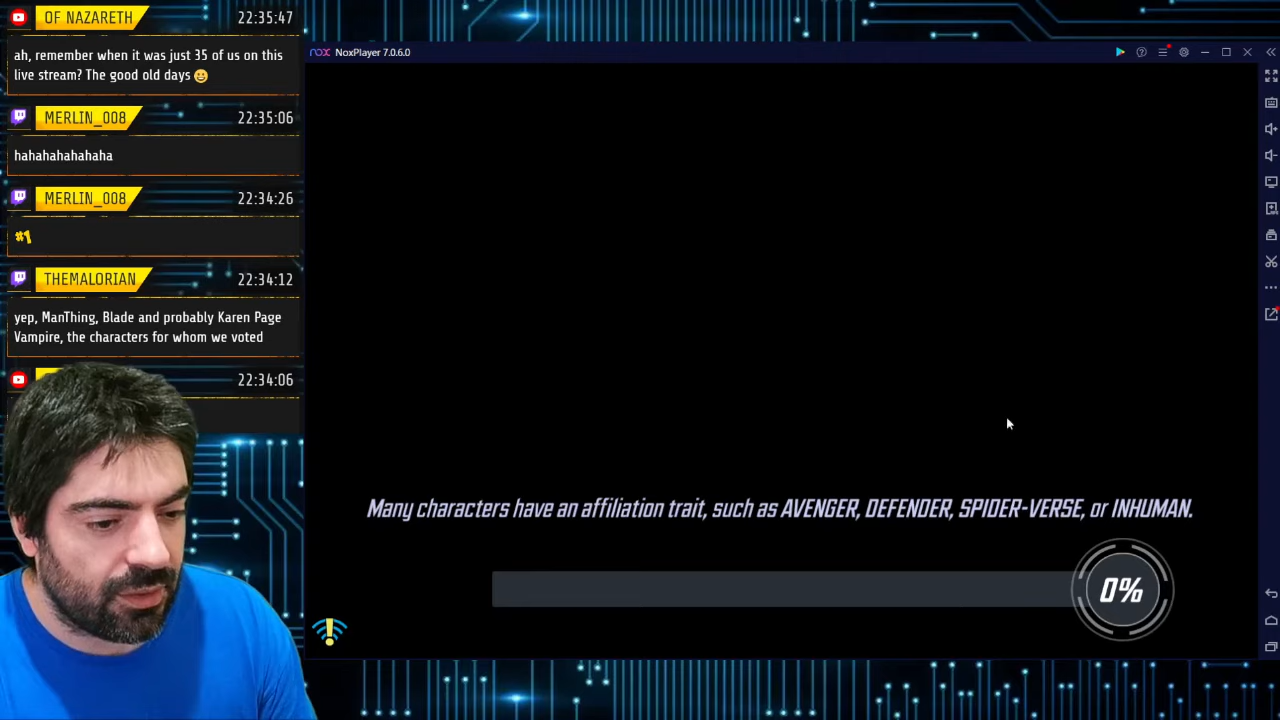 OF NAZARETH
22:35:47
ah, remember when it was just 35 of us on this
live stream? The good old days 😀
MERLIN_008
22:35:06
hahahahahahaha
MERLIN_008
22:34:26
#1
THEMALORIAN
22:34:12
yep, ManThing, Blade and probably Karen Page
Vampire, the characters for whom we voted
22:34:06
nox NoxPlayer 7.0.6.0
Many characters have an affiliation trait, such as AVENGER, DEFENDER, SPIDER-VERSE, or INHUMAN.
0%